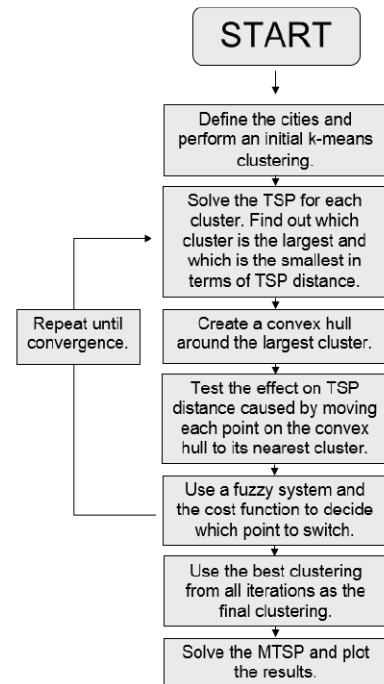 START
Define the cities and
perform an initial k-means
clustering.
Solve the TSP for each
cluster. Find out which
cluster is the largest and
which is the smallest in
terms of TSP distance.
Repeat until
convergence.
Create a convex hull
around the largest cluster.
Test the effect on TSP
distance caused by moving
each point on the convex
hull to its nearest cluster.
Use a fuzzy system and
the cost function to decide
which point to switch.
Use the best clustering
from all iterations as the
final clustering.
Solve the MTSP and plot
the results.